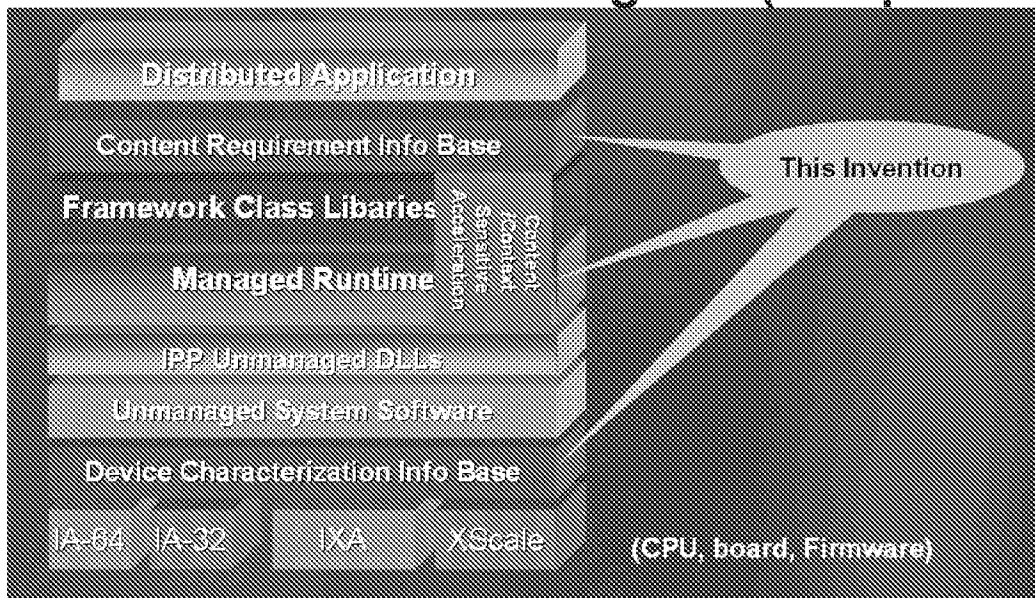 Distributed Application
Content Requirement Info Base
Framework Class Libaries
Managed Runtime
Content
/Context
Sensitive
Acceleration
IPP Unmanaged DLLs
Unmanaged System Software
Device Characterization Info Base
IA-64 IA-32 IXA XScale
(CPU, board, Firmware)
This Invention